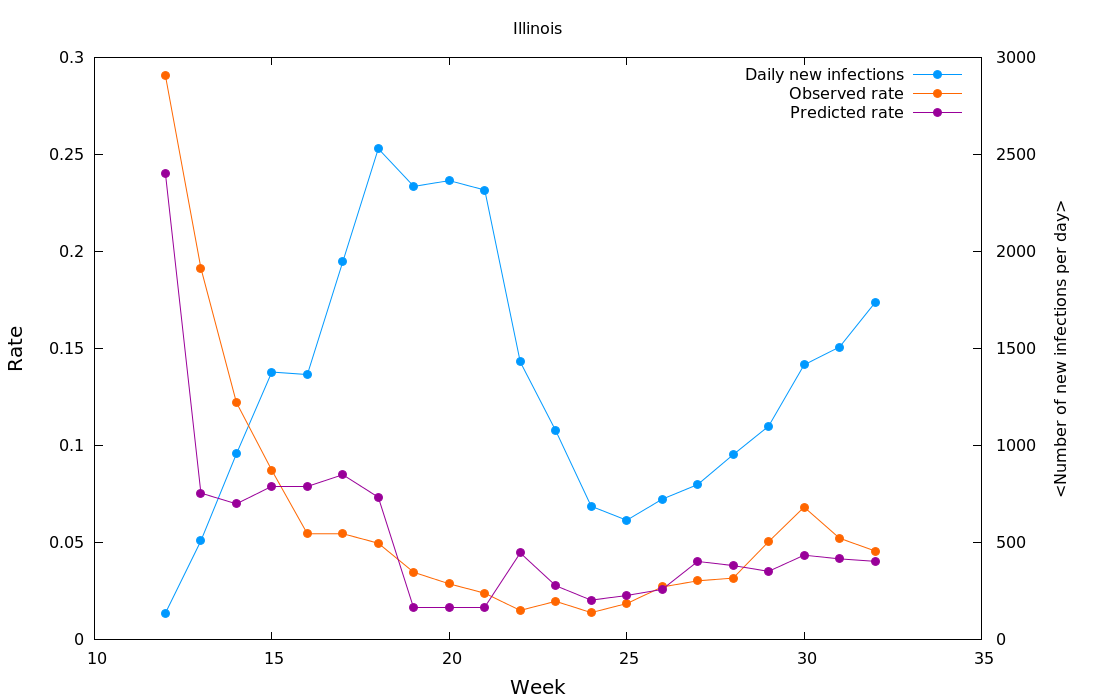 Illinois
Daily new infections
Observed rate
Predicted rate
0.3
0.25
0.2
0.15
0.1
0.05
0
3000
2500
2000
1500
1000
500
0
10 15 20 25 30 35
Rate
<Number of new infections per day>
Week